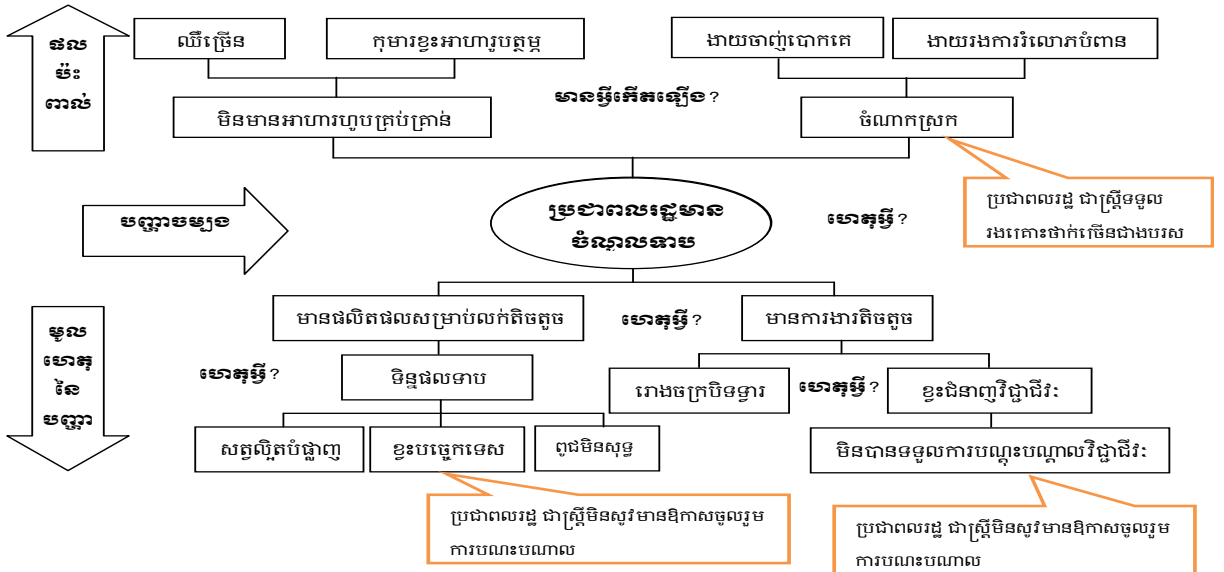 ផល
ប៉ះ
ពាល់
ឈឺច្រើន
កុមារខ្វះអាហារូបត្ថម្ភ
ងាយចាញ់បោកគេ
ងាយរងការរំលោភបំពាន
មានអ្វីកើតឡើង?
មិនមានអាហារហូបគ្រប់គ្រាន់
ចំណាកស្រុក
ប្រជាពលរដ្ឋ ជាស្ត្រីទទួល
រងគ្រោះថាក់ច្រើនជាងបរស
បញ្ហាចម្បង
ប្រជាពលរដ្ឋមាន
ចំណូលទាប
ហេតុអ្វី?
មូល
ហេតុ
នៃ
បញ្ហា
មានផលិតផលសម្រាប់លក់តិចតួច
ហេតុអ្វី?
មានការងារតិចតួច
ហេតុអ្វី?
ទិន្នផលទាប
រោងចក្របិទទ្វារ
ហេតុអ្វី?
ខ្វះជំនាញវិជ្ជាជីវៈ
សត្វល្អិតបំផ្លាញ
ខ្វះបច្ចេកទេស
ពូជមិនសុទ្ធ
មិនបានទទួលការបណ្តុះបណ្តាលវិជ្ជាជីវៈ
ប្រជាពលរដ្ឋ ជាស្ត្រីមិនសូវមានឱកាសចូលរួម
ការបណះបណាល
ប្រជាពលរដ្ឋ ជាស្ត្រីមិនសូវមានឱកាសចូលរួម
ការបណះបណាល